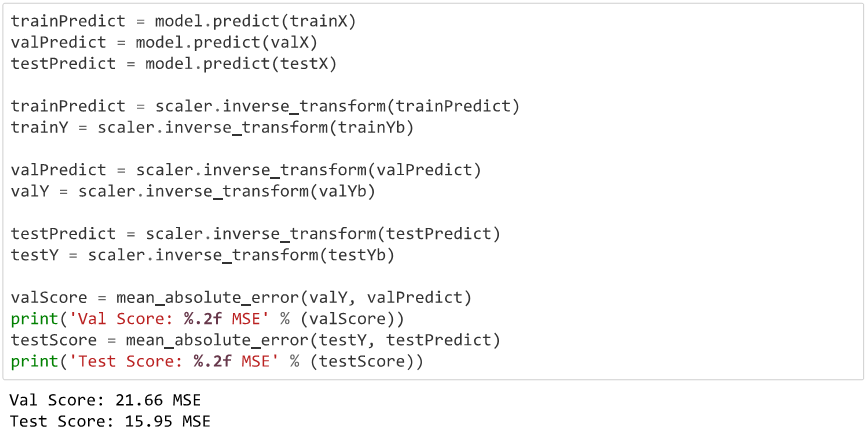 trainPredict = model.predict(trainX)
valPredict = model.predict(valX)
testPredict = model.predict(testX)
trainPredict = scaler.inverse_transform(trainPredict)
trainY = scaler.inverse_transform(trainYb)
valPredict = scaler.inverse_transform(valPredict)
valY = scaler.inverse_transform(valYb)
testPredict = scaler.inverse_transform(testPredict)
testY = scaler.inverse_transform(testYb)
valScore = mean_absolute_error(valY, valPredict)
print('Val Score: %.2f MSE' % (valScore))
testScore = mean_absolute_error(testY, testPredict)
print('Test Score: %.2f MSE' % (testScore))
Val Score: 21.66 MSE
Test Score: 15.95 MSE